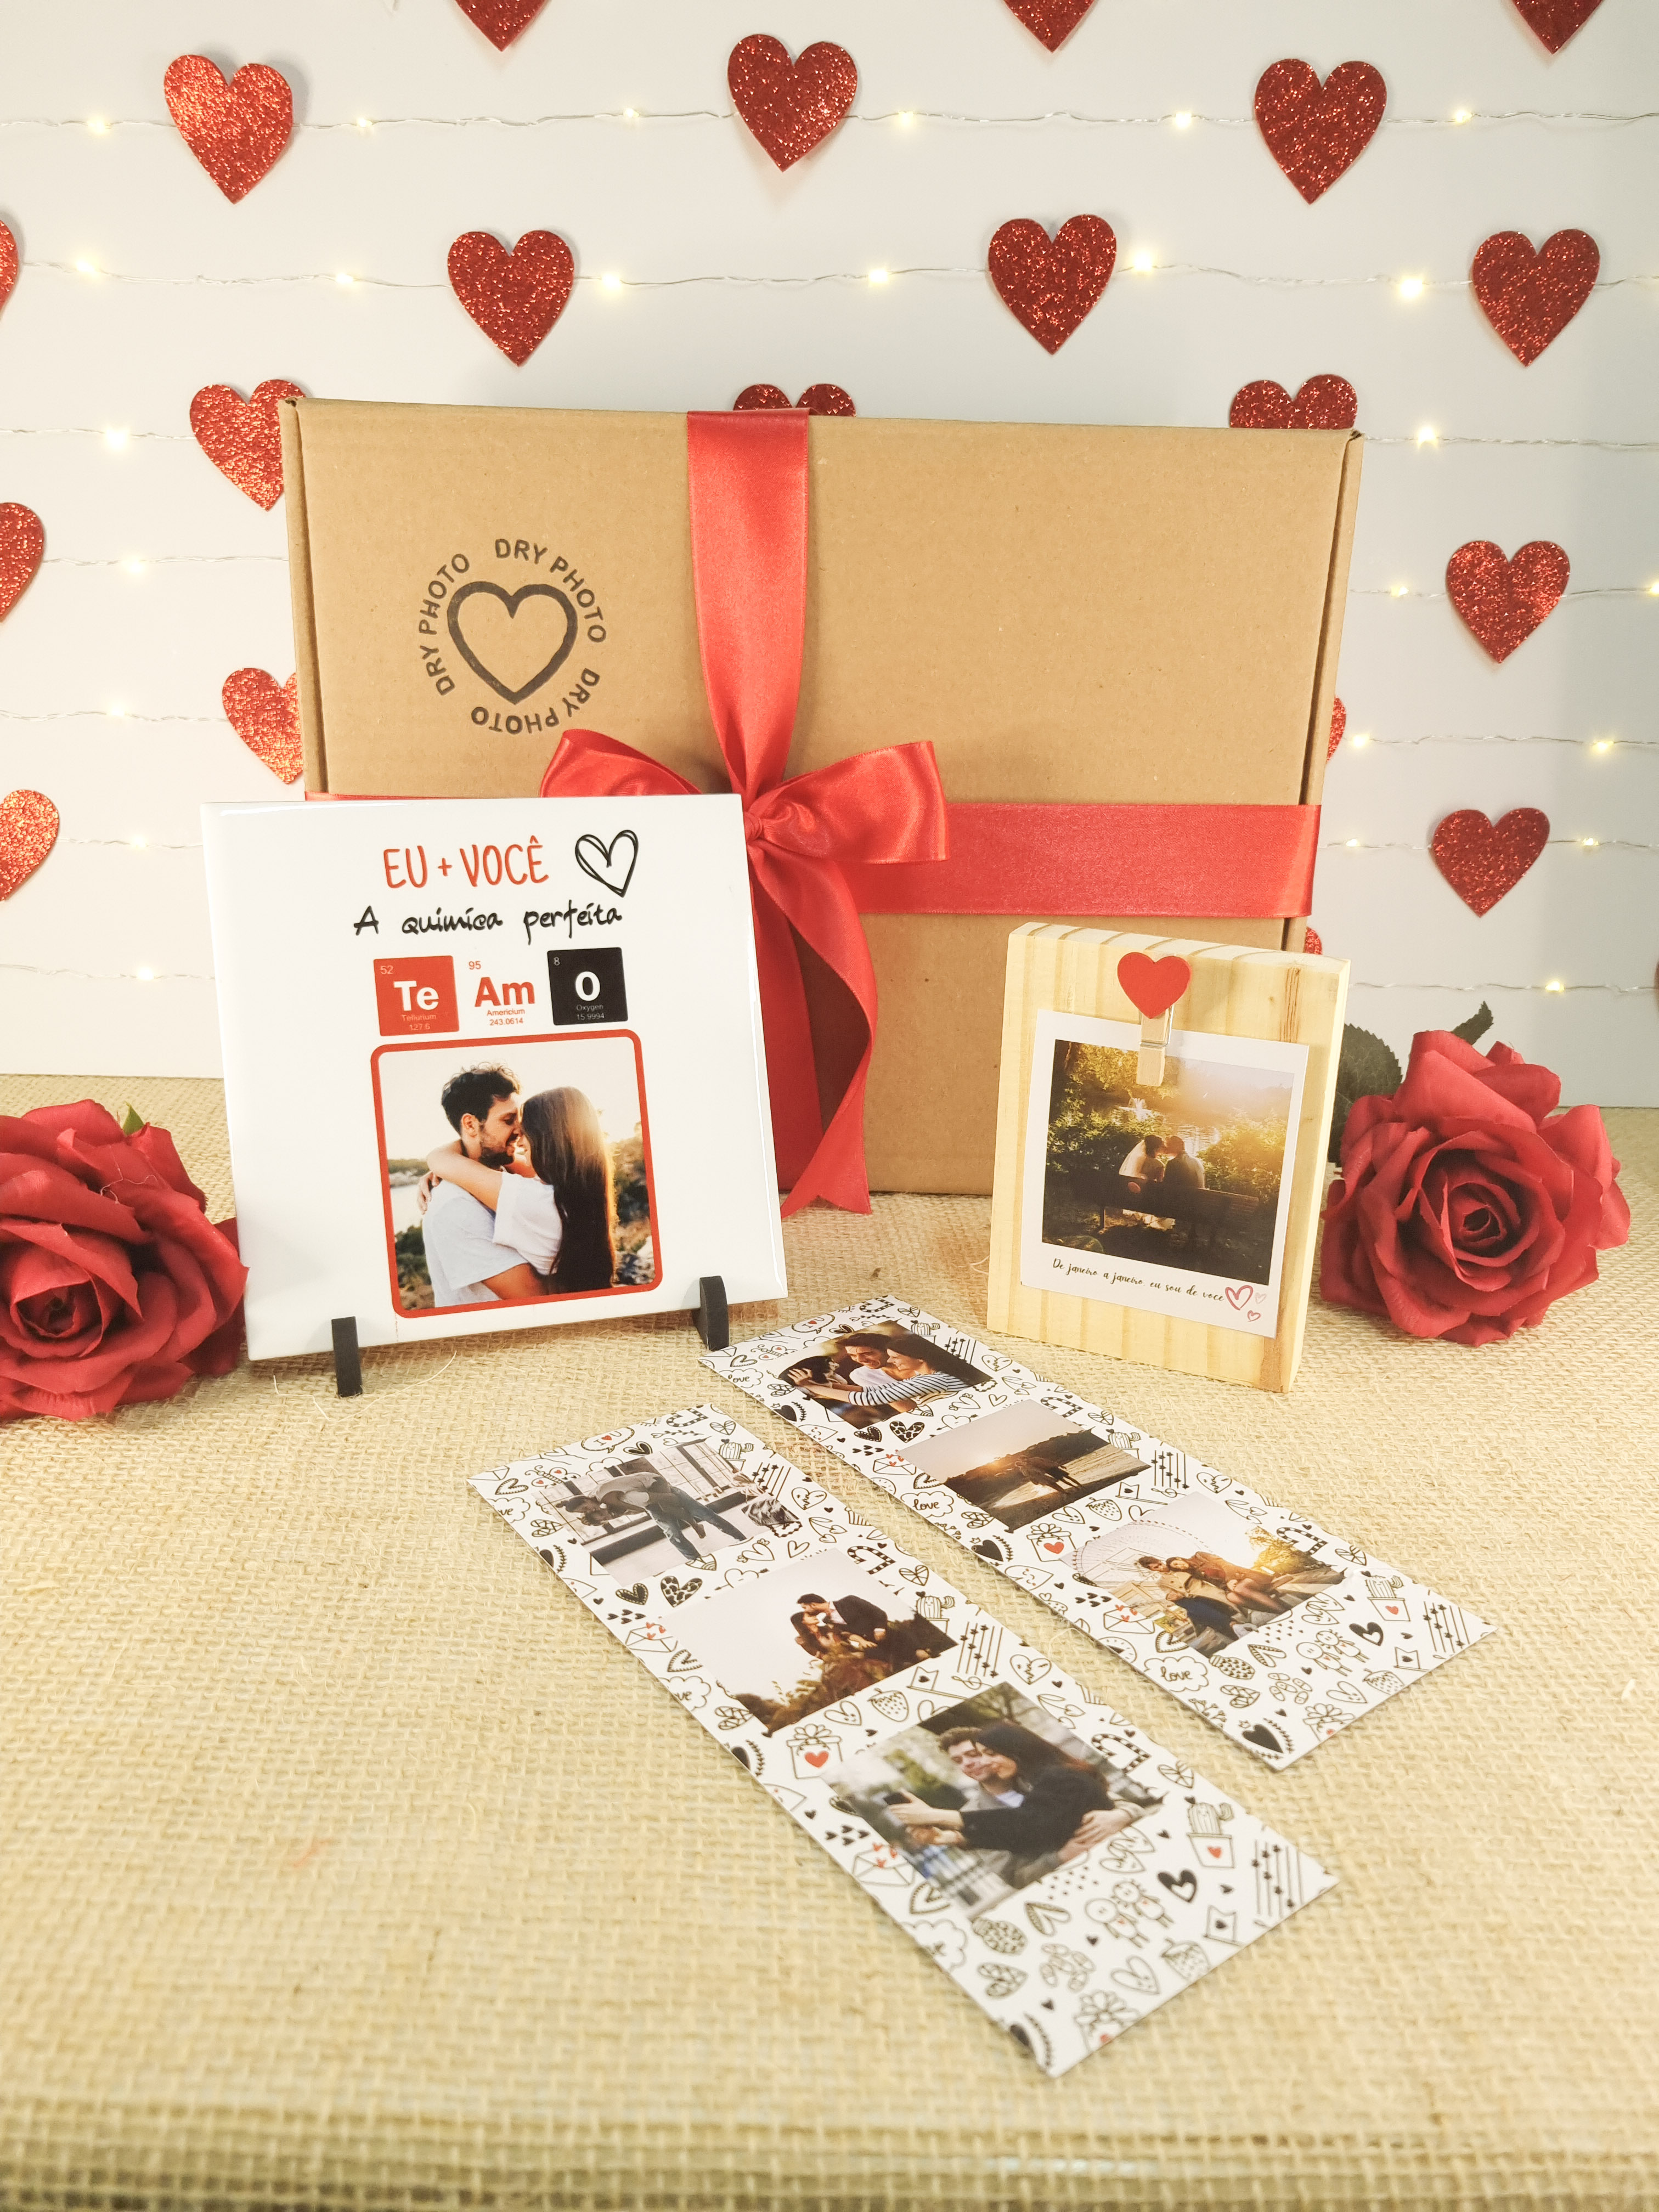 DRY PHOTO DRY PHOTO DRY PHOTO
EU + VOCÊ
A química perfeita
52
Te
Tellurium
127.6
95
Am
Americium
243.0614
8
O
Oxygen
15.9994
De janeiro a janeiro, eu sou de você
love
love
love